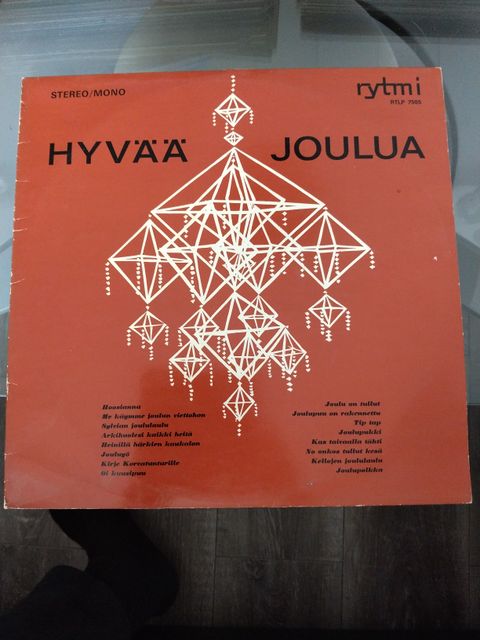 STEREO/MONO
rytmi
RTLP 7505
HYVÄÄ JOULUA
Hoosianna
Me käymme joulun viettohon
Sylvian joululaulu
Arkihuolesi kaikki heitä
Heinillä härkien kaukalon
Jouluyö
Kirje Korvatunturille
Oi kuusipuu
Joulu on tullut
Joulupuu on rakennettu
Tip tap
Joulupukki
Kas taivaalla tähti
No onkos tullut kesä
Kellojen joululaulu
Joulupolkka